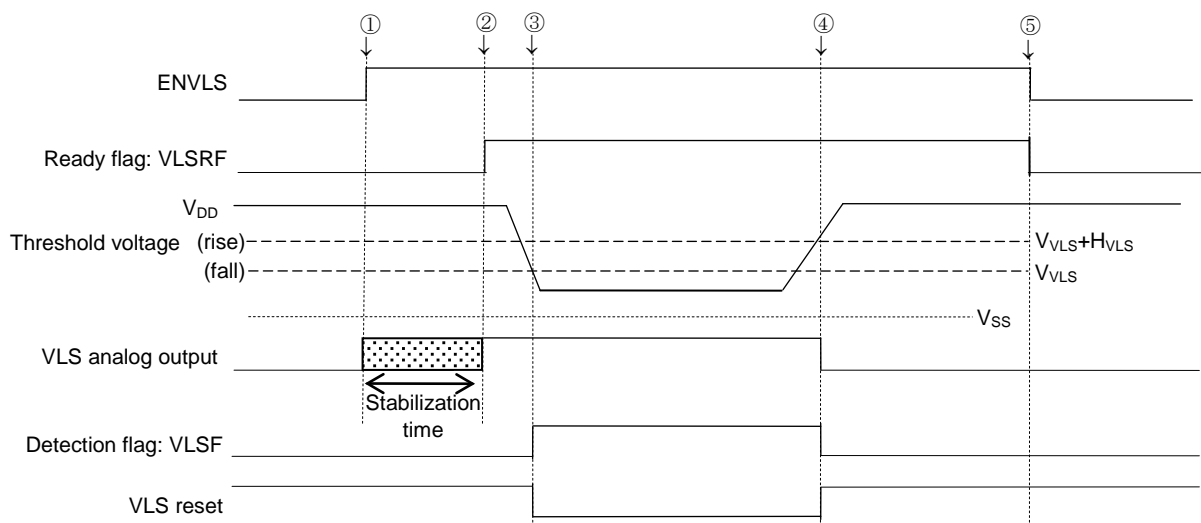 ① ② ③ ④ ⑤
ENVLS
Ready flag: VLSRF
VDD
Threshold voltage (rise) VVLS+HVLS
(fall) VVLS
VSS
VLS analog output
Stabilization
time
Detection flag: VLSF
VLS reset